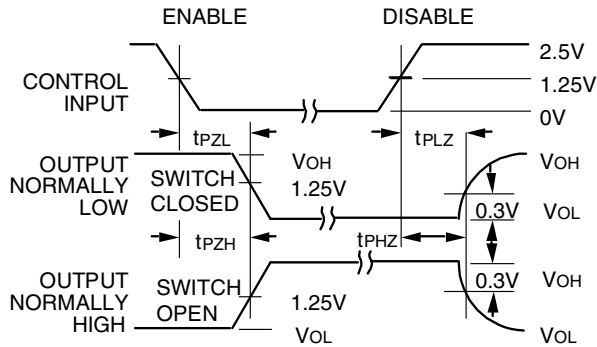 ENABLE DISABLE
CONTROL
INPUT
2.5V
1.25V
0V
tPZL tPLZ
OUTPUT
NORMALLY
LOW
SWITCH
CLOSED
VOH
1.25V
VOH
0.3V VOL
tPZH tPHZ
OUTPUT
NORMALLY
HIGH
SWITCH
OPEN
1.25V
VOL
0.3V VOH
VOL